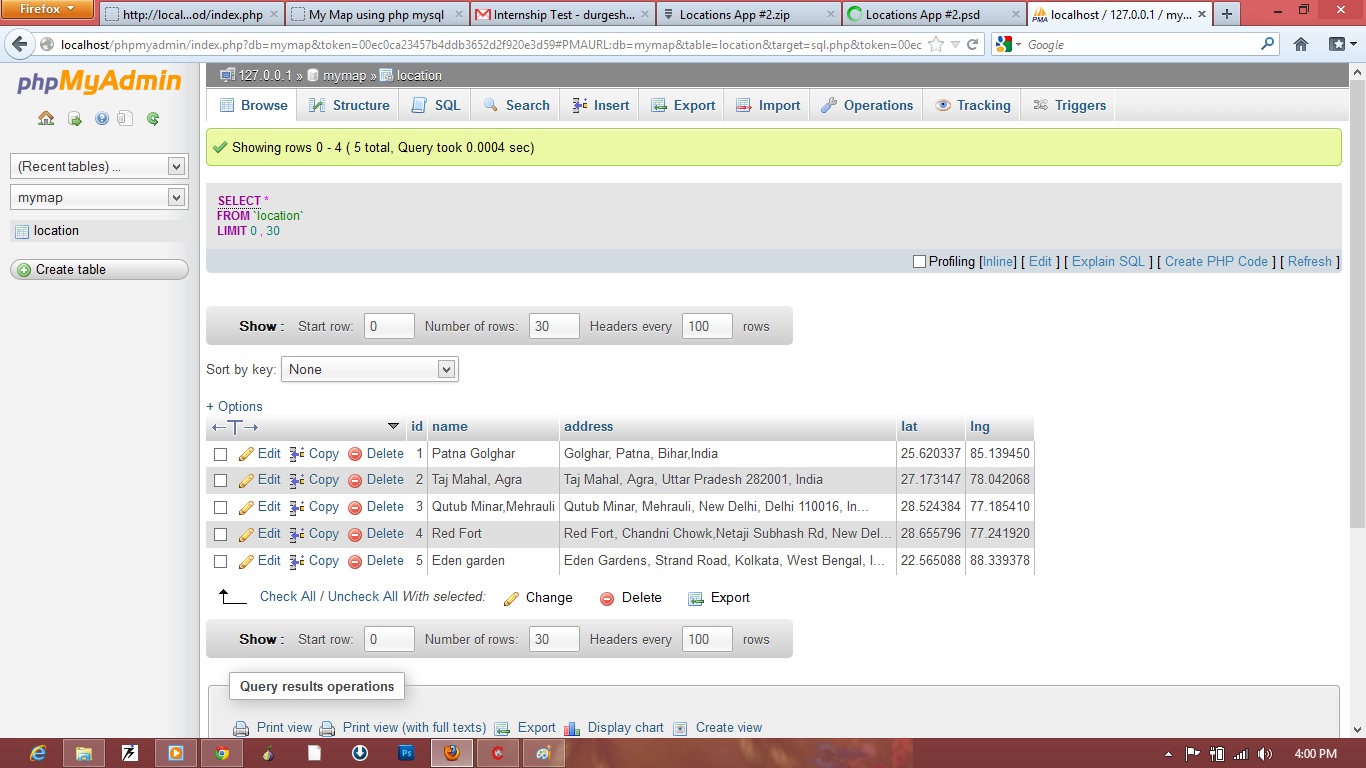 Firefox
http://local...od/index.php
My Map using php mysql
Internship Test - durgesh...
Locations App #2.zip
Locations App #2.psd
localhost / 127.0.0.1 / my...
localhost/phpmyadmin/index.php?db=mymap&token=00ec0ca23457b4deb3652d2f920e3d59#PMAURL:db=mymap&table=location&target=sql.php&token=00ec
Google
phpMyAdmin
(Recent tables) ...
mymap
location
Create table
127.0.0.1 » mymap » location
Browse Structure SQL Search Insert Export Import Operations Tracking Triggers
Showing rows 0 - 4 ( 5 total, Query took 0.0004 sec)
SELECT *
FROM `location`
LIMIT 0 , 30
Profiling [Inline] [ Edit ] [ Explain SQL ] [ Create PHP Code ] [ Refresh ]
Show : Start row: 0 Number of rows: 30 Headers every 100 rows
Sort by key: None
+ Options
←T→ id name address lat lng
Edit Copy Delete 1 Patna Golghar Golghar, Patna, Bihar,India 25.620337 85.139450
Edit Copy Delete 2 Taj Mahal, Agra Taj Mahal, Agra, Uttar Pradesh 282001, India 27.173147 78.042068
Edit Copy Delete 3 Qutub Minar,Mehrauli Qutub Minar, Mehrauli, New Delhi, Delhi 110016, In... 28.524384 77.185410
Edit Copy Delete 4 Red Fort Red Fort, Chandni Chowk,Netaji Subhash Rd, New Del... 28.655796 77.241920
Edit Copy Delete 5 Eden garden Eden Gardens, Strand Road, Kolkata, West Bengal, I... 22.565088 88.339378
Check All / Uncheck All With selected: Change Delete Export
Show : Start row: 0 Number of rows: 30 Headers every 100 rows
Query results operations
Print view Print view (with full texts) Export Display chart Create view
4:00 PM